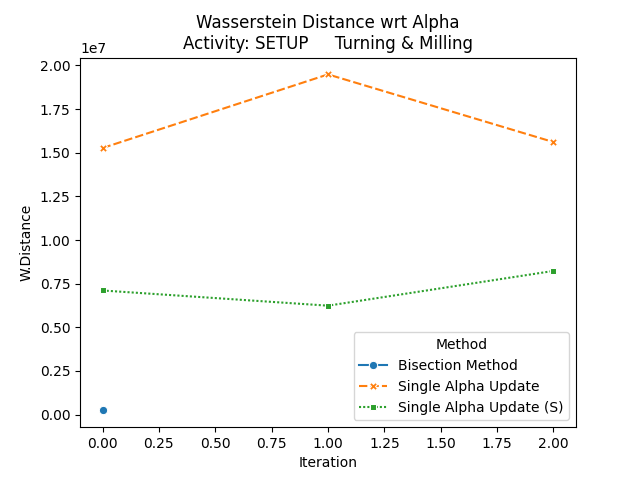 Wasserstein Distance wrt Alpha
Activity: SETUP     Turning & Milling
1e7
2.00
1.75
1.50
1.25
1.00
0.75
0.50
0.25
0.00
W.Distance
Method
Bisection Method
Single Alpha Update
Single Alpha Update (S)
0.00 0.25 0.50 0.75 1.00 1.25 1.50 1.75 2.00
Iteration